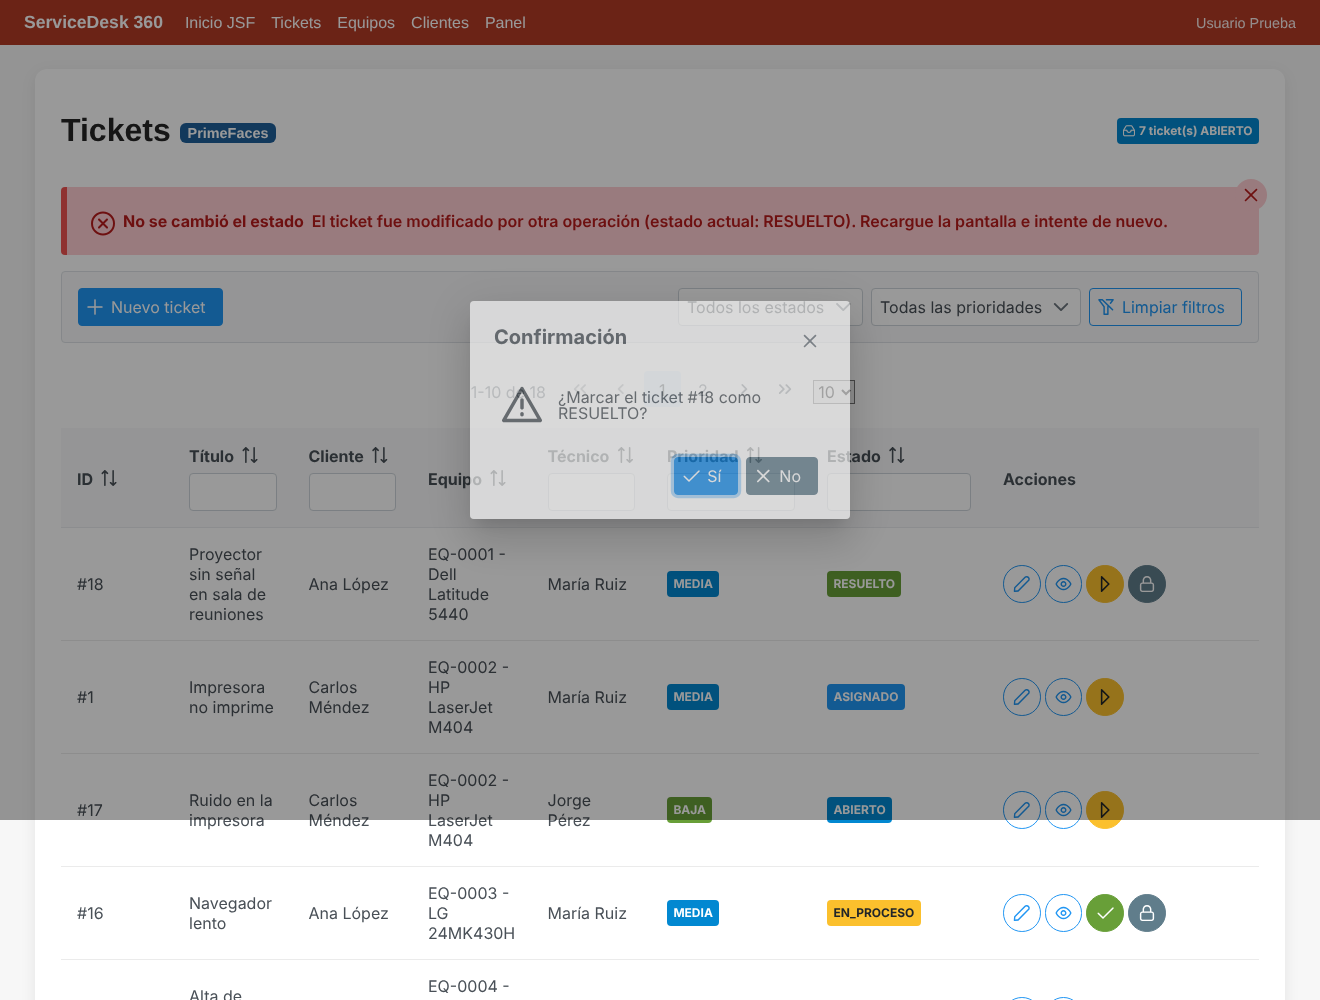 ServiceDesk 360 Inicio JSF Tickets Equipos Clientes Panel Usuario Prueba
Tickets PrimeFaces 7 ticket(s) ABIERTO
No se cambió el estado El ticket fue modificado por otra operación (estado actual: RESUELTO). Recargue la pantalla e intente de nuevo.
Nuevo ticket Todos los estados Todas las prioridades Limpiar filtros
Confirmación
1-10 de 18 1 2 10
¿Marcar el ticket #18 como
RESUELTO?
Sí No
ID Título Cliente Equipo Técnico Prioridad Estado Acciones
#18
Proyector
sin señal
en sala de
reuniones
Ana López
EQ-0001 -
Dell
Latitude
5440
María Ruiz
MEDIA
RESUELTO
#1
Impresora
no imprime
Carlos
Méndez
EQ-0002 -
HP
LaserJet
M404
María Ruiz
MEDIA
ASIGNADO
#17
Ruido en la
impresora
Carlos
Méndez
EQ-0002 -
HP
LaserJet
M404
Jorge
Pérez
BAJA
ABIERTO
#16
Navegador
lento
Ana López
EQ-0003 -
LG
24MK430H
María Ruiz
MEDIA
EN_PROCESO
Alta de
EQ-0004 -